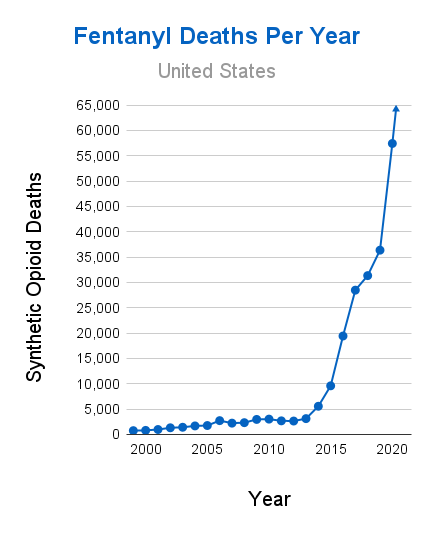 Fentanyl Deaths Per Year
United States
65,000
60,000
55,000
50,000
45,000
40,000
35,000
30,000
25,000
20,000
15,000
10,000
5,000
0
Synthetic Opioid Deaths
2000 2005 2010 2015 2020
Year